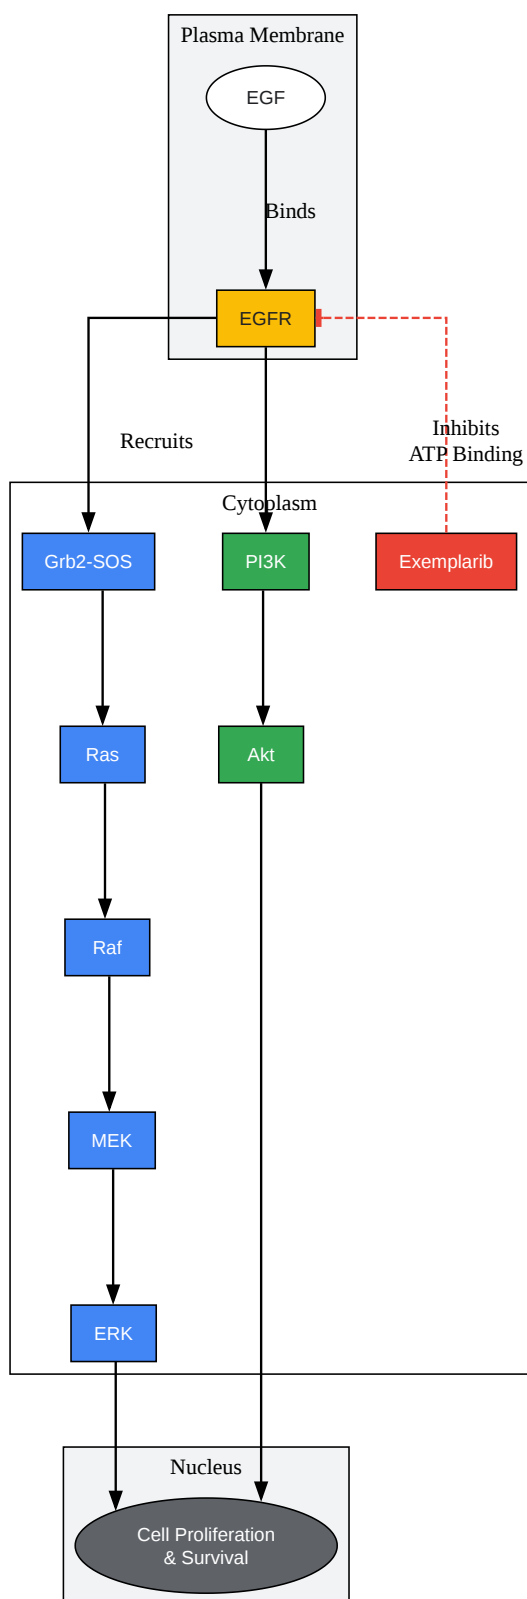 Plasma Membrane
EGF
Binds
EGFR
Recruits
Inhibits
ATP Binding
Cytoplasm
Grb2-SOS
PI3K
Exemplarib
Ras
Akt
Raf
MEK
ERK
Nucleus
Cell Proliferation
& Survival